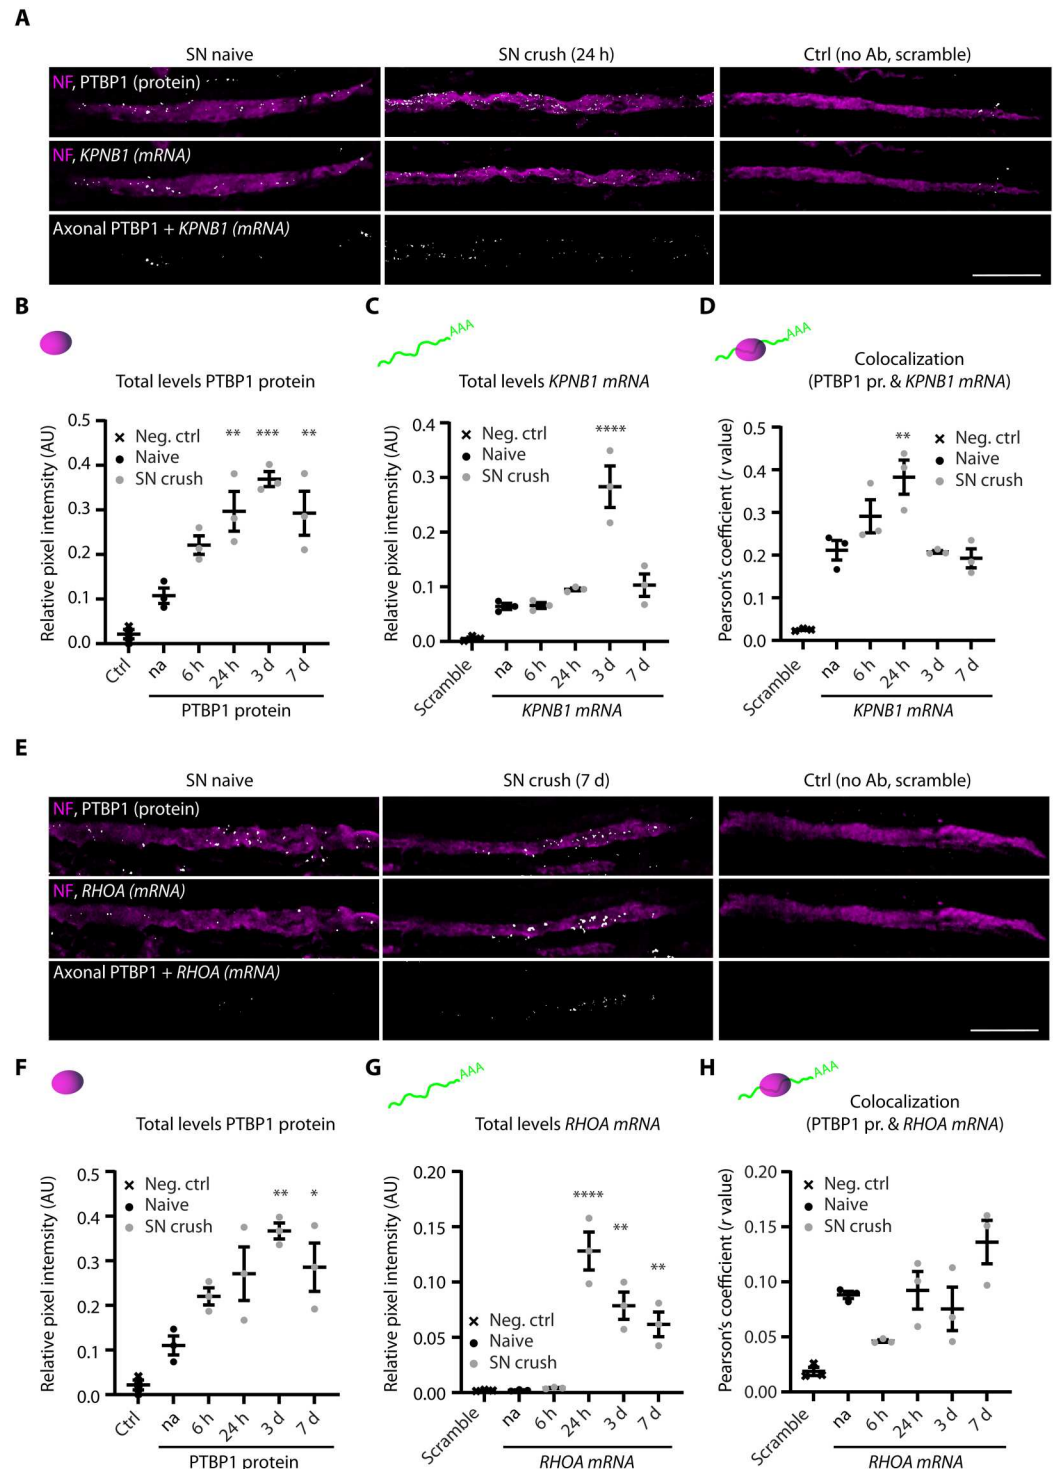 A
SN naive
SN crush (24 h)
Ctrl (no Ab, scramble)
NF, PTBP1 (protein)
NF, KPNB1 (mRNA)
Axonal PTBP1 + KPNB1 (mRNA)
B
C
D
AAA
AAA
Total levels PTBP1 protein
Total levels KPNB1 mRNA
Colocalization
(PTBP1 pr. & KPNB1 mRNA)
Relative pixel intemsity (AU)
0.5
0.4
0.3
0.2
0.1
0.0
Neg. ctrl
Naive
SN crush
**
***
**
Ctrl
na
6 h
24 h
3 d
7 d
PTBP1 protein
Relative pixel intemsity (AU)
0.4
0.3
0.2
0.1
0.0
Neg. ctrl
Naive
SN crush
****
Scramble
na
6 h
24 h
3 d
7 d
KPNB1 mRNA
Pearson's coefficient (r value)
0.5
0.4
0.3
0.2
0.1
0.0
**
Neg. ctrl
Naive
SN crush
Scramble
na
6 h
24 h
3 d
7 d
KPNB1 mRNA
E
SN naive
SN crush (7 d)
Ctrl (no Ab, scramble)
NF, PTBP1 (protein)
NF, RHOA (mRNA)
Axonal PTBP1 + RHOA (mRNA)
F
G
H
AAA
AAA
Total levels PTBP1 protein
Total levels RHOA mRNA
Colocalization
(PTBP1 pr. & RHOA mRNA)
Relative pixel intemsity (AU)
0.5
0.4
0.3
0.2
0.1
0.0
Neg. ctrl
Naive
SN crush
**
*
Ctrl
na
6 h
24 h
3 d
7 d
PTBP1 protein
Relative pixel intemsity (AU)
0.20
0.15
0.10
0.05
0.00
****
**
**
Neg. ctrl
Naive
SN crush
Scramble
na
6 h
24 h
3 d
7 d
RHOA mRNA
Pearson's coefficient (r value)
0.20
0.15
0.10
0.05
0.00
Neg. ctrl
Naive
SN crush
Scramble
na
6 h
24 h
3 d
7 d
RHOA mRNA